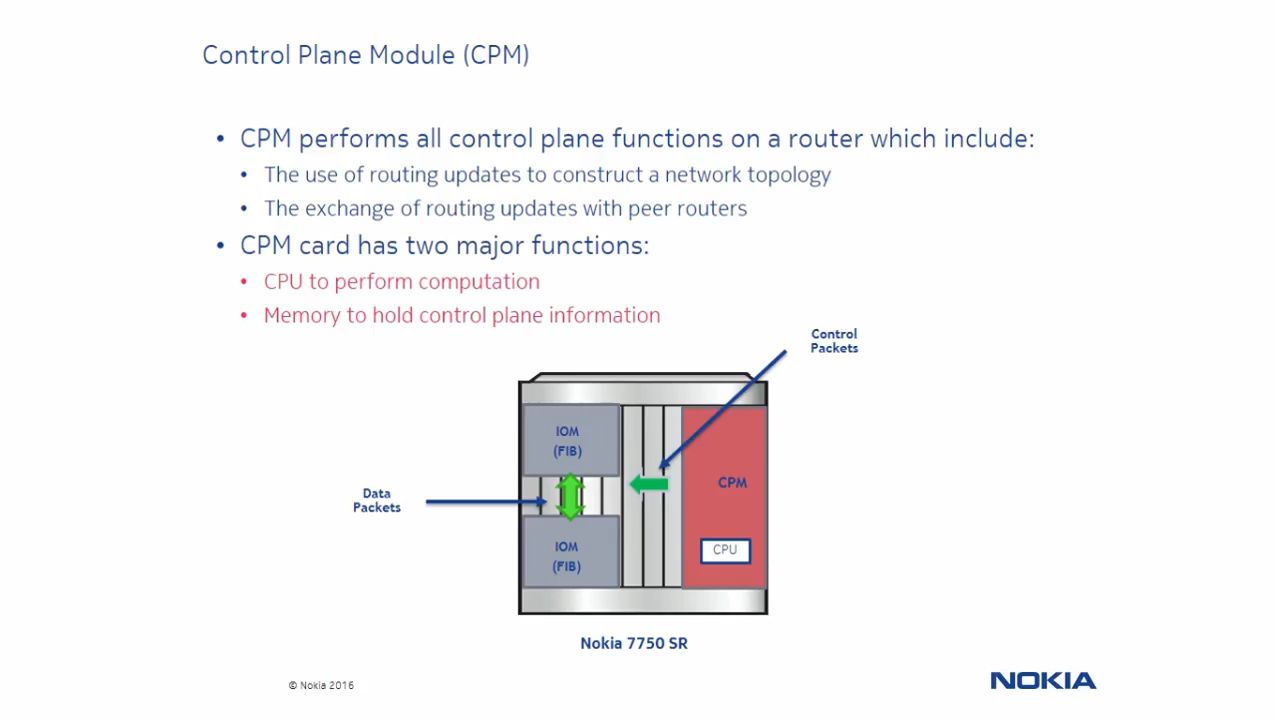 Control Plane Module (CPM)
• CPM performs all control plane functions on a router which include:
• The use of routing updates to construct a network topology
• The exchange of routing updates with peer routers
• CPM card has two major functions:
• CPU to perform computation
• Memory to hold control plane information
Control
Packets
IOM
(FIB)
CPM
Data
Packets
IOM
(FIB)
CPU
Nokia 7750 SR
© Nokia 2016
NOKIA